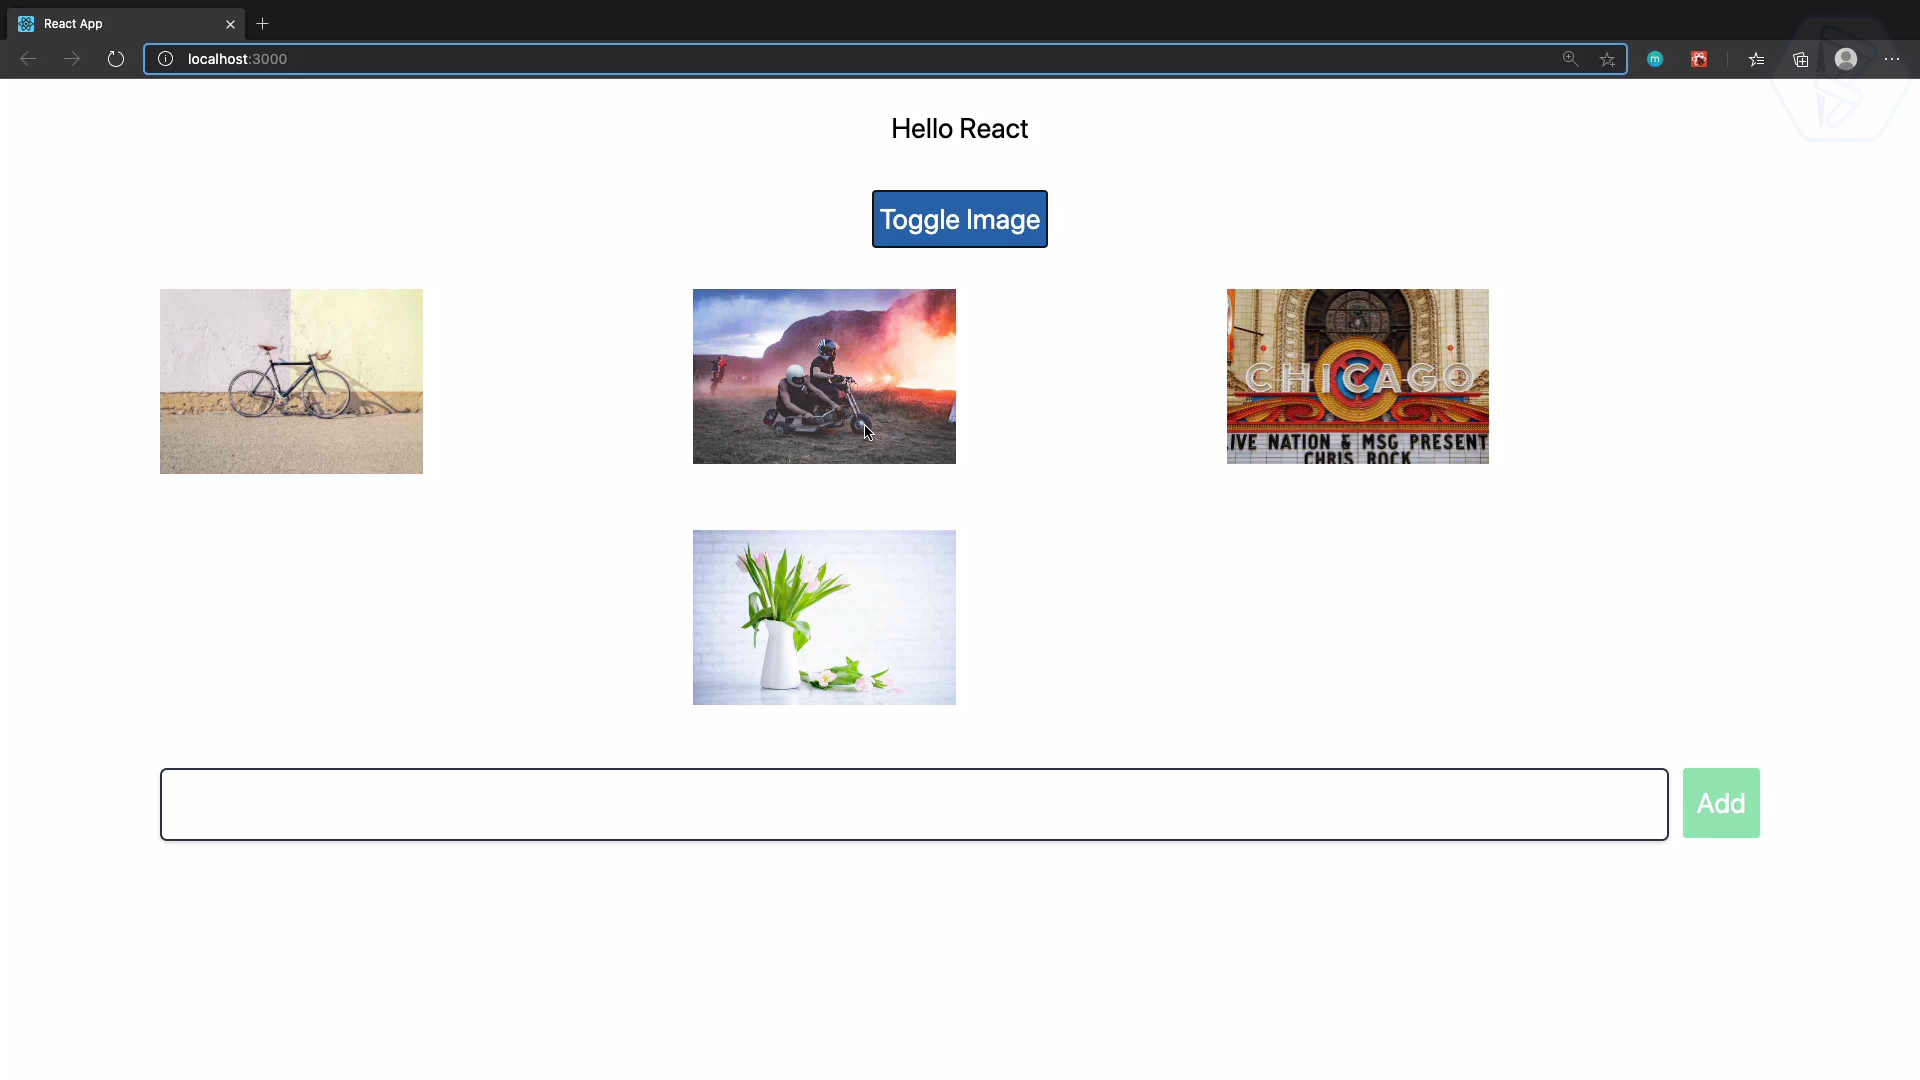 React App
localhost:3000
m
Hello React
Toggle Image
CHICAGO
IVE NATION & MSG PRESENT
CHRIS ROCK
Add